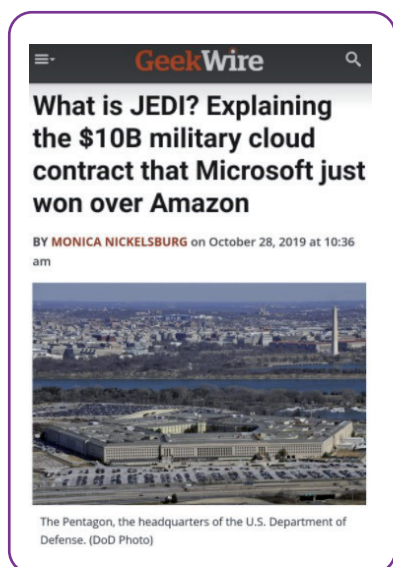 GeekWire
What is JEDI? Explaining
the $10B military cloud
contract that Microsoft just
won over Amazon
BY MONICA NICKELSBURG on October 28, 2019 at 10:36
am
The Pentagon, the headquarters of the U.S. Department of
Defense. (DoD Photo)